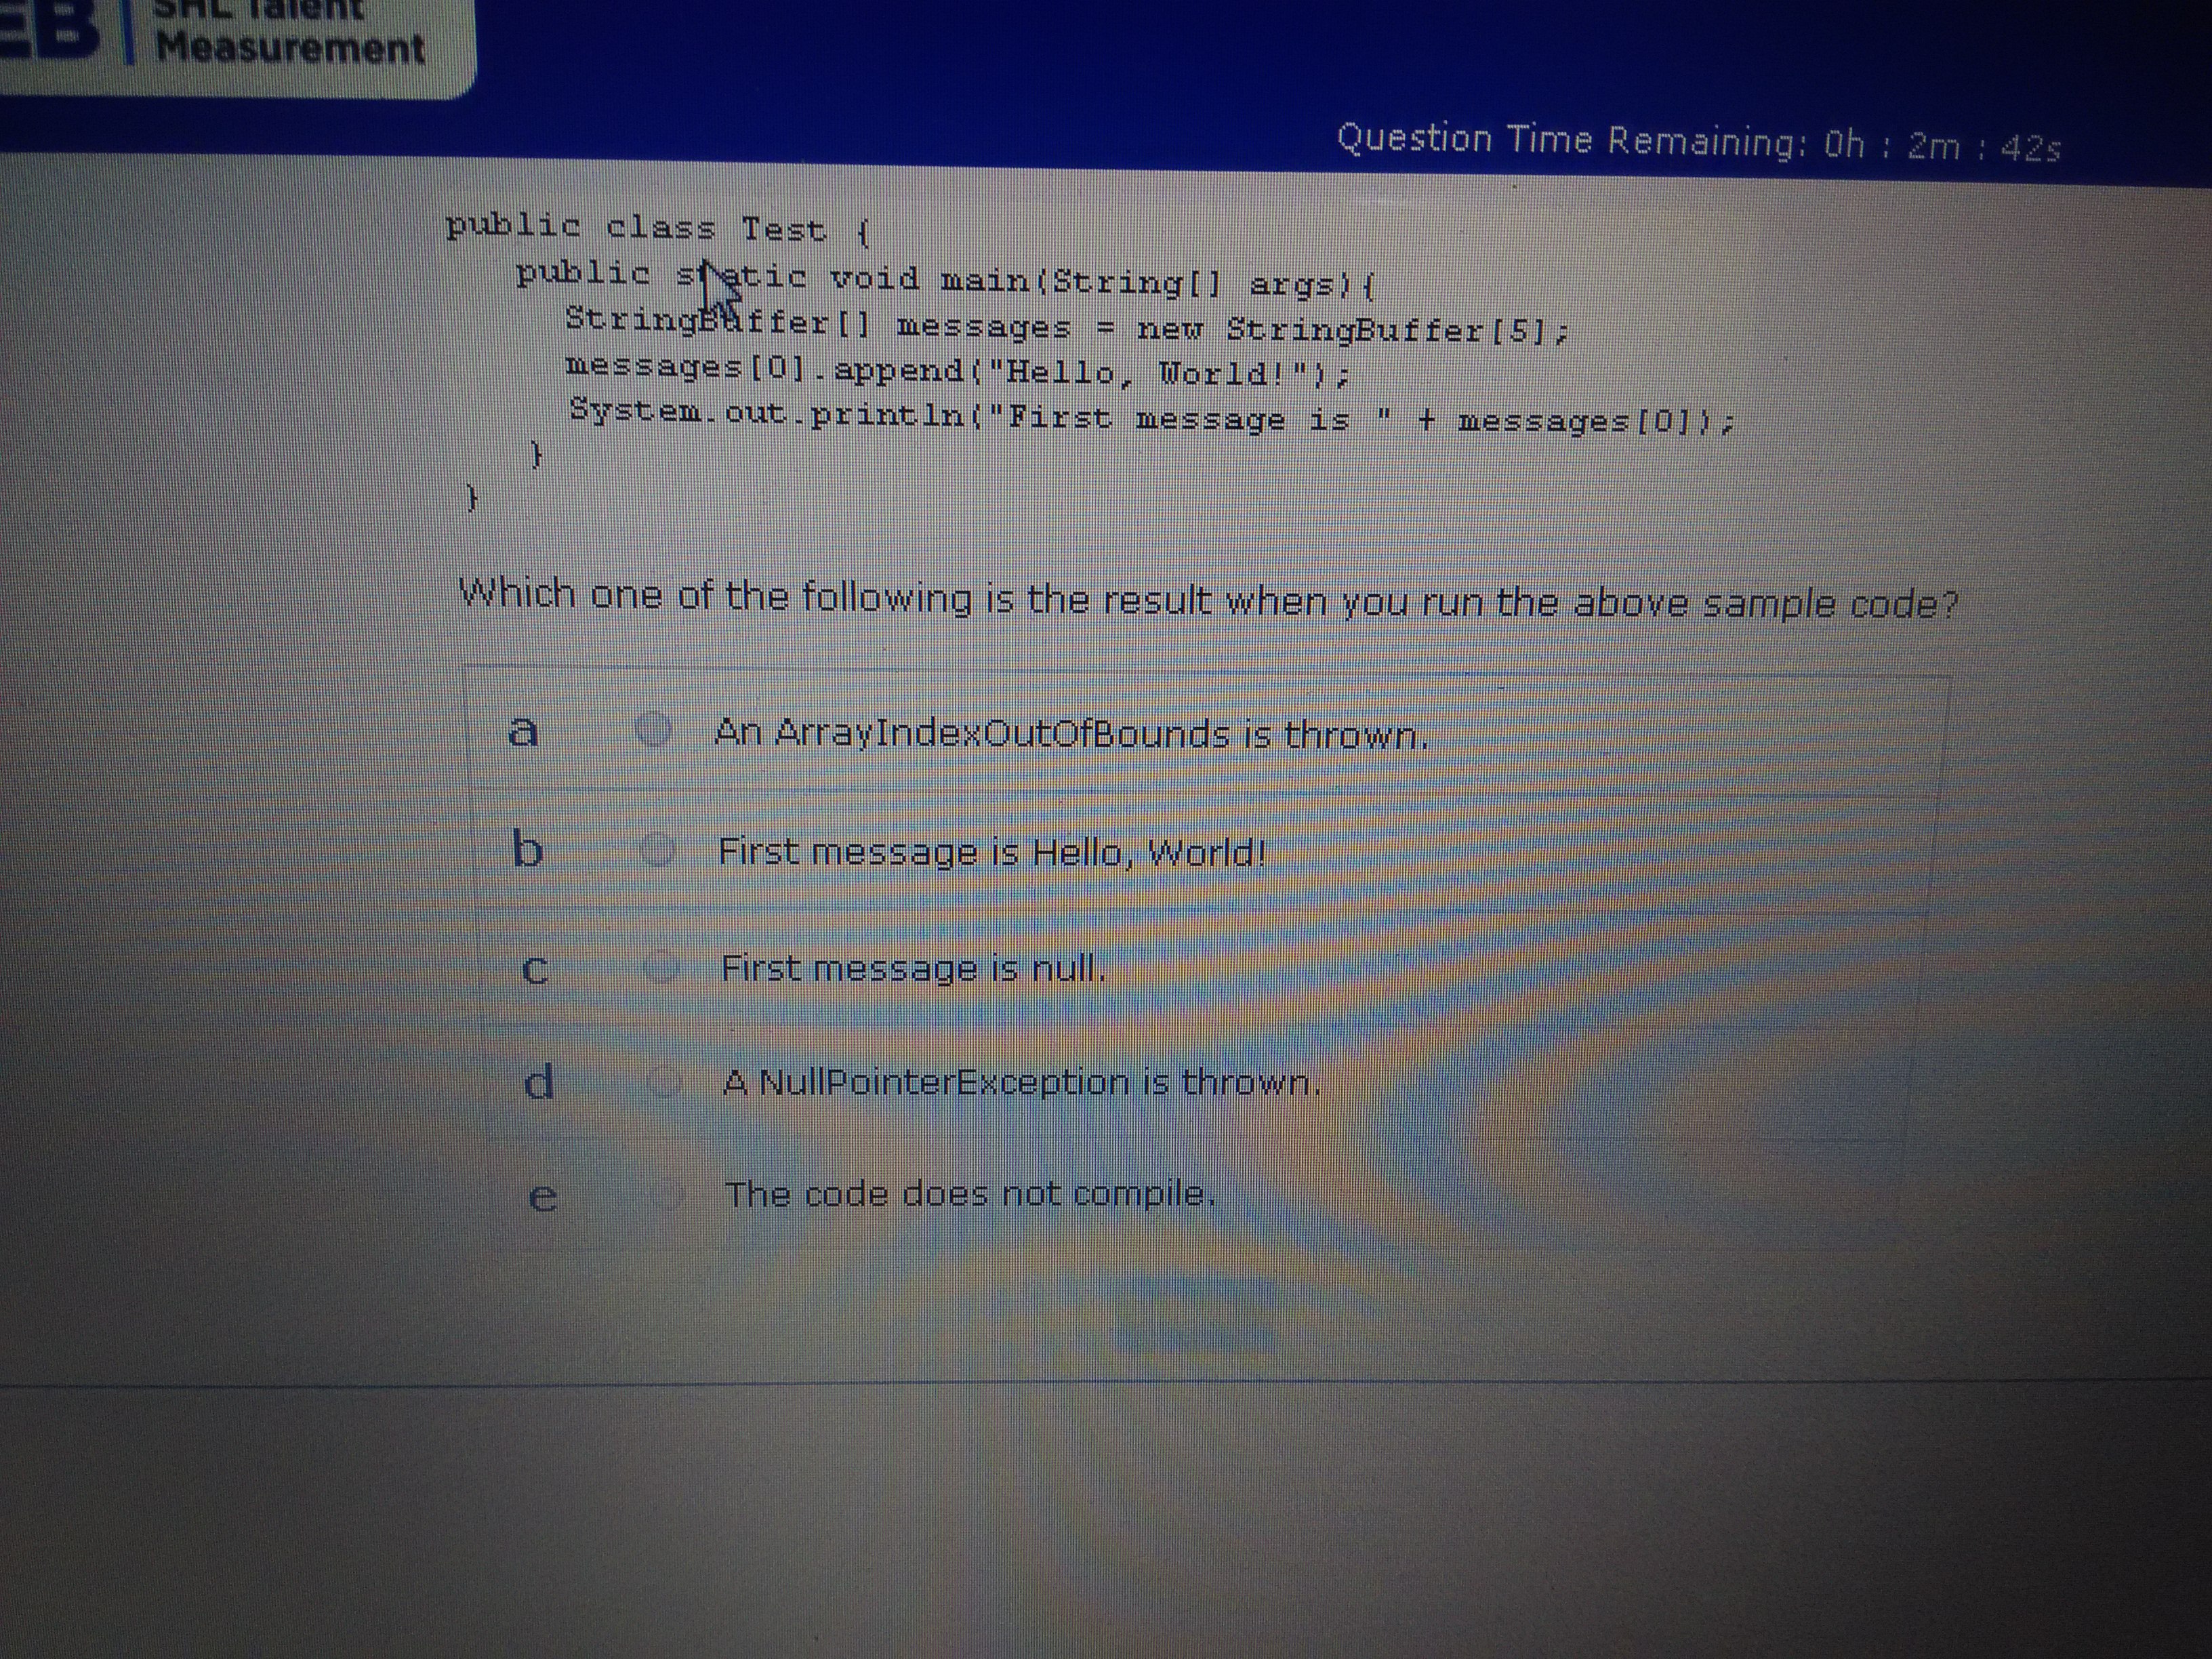 EB SHL Talent
Measurement
Question Time Remaining: 0h : 2m : 42s
public class Test {
public static void main(String[] args){
StringBuffer[] messages = new StringBuffer[5];
messages[0].append("Hello, World!");
System.out.println("First message is " + messages[0]);
}
}
Which one of the following is the result when you run the above sample code?
a An ArrayIndexOutOfBounds is thrown.
b First message is Hello, World!
c First message is null.
d A NullPointerException is thrown.
e The code does not compile.